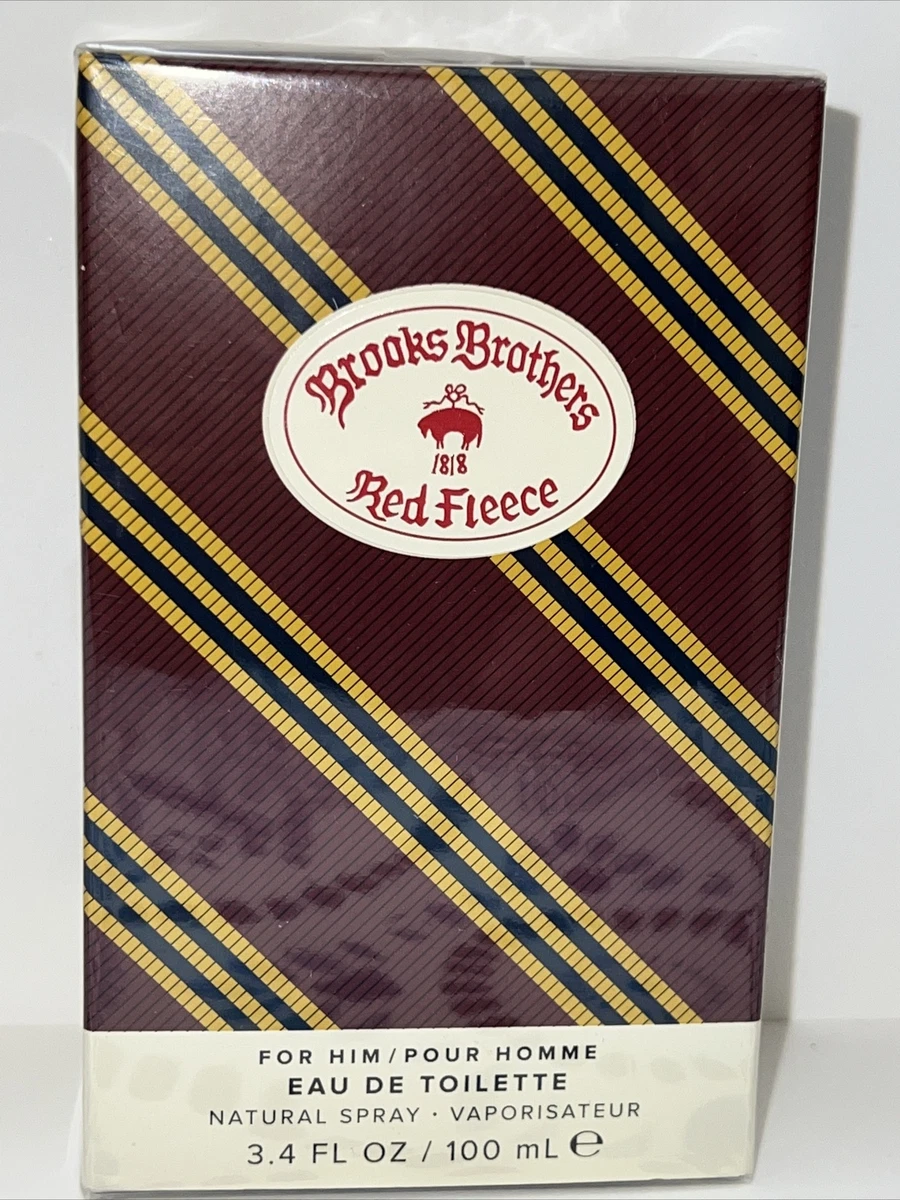 Brooks Brothers
1818
Red Fleece
FOR HIM / POUR HOMME
EAU DE TOILETTE
NATURAL SPRAY · VAPORISATEUR
3.4 FL OZ / 100 mL ℮